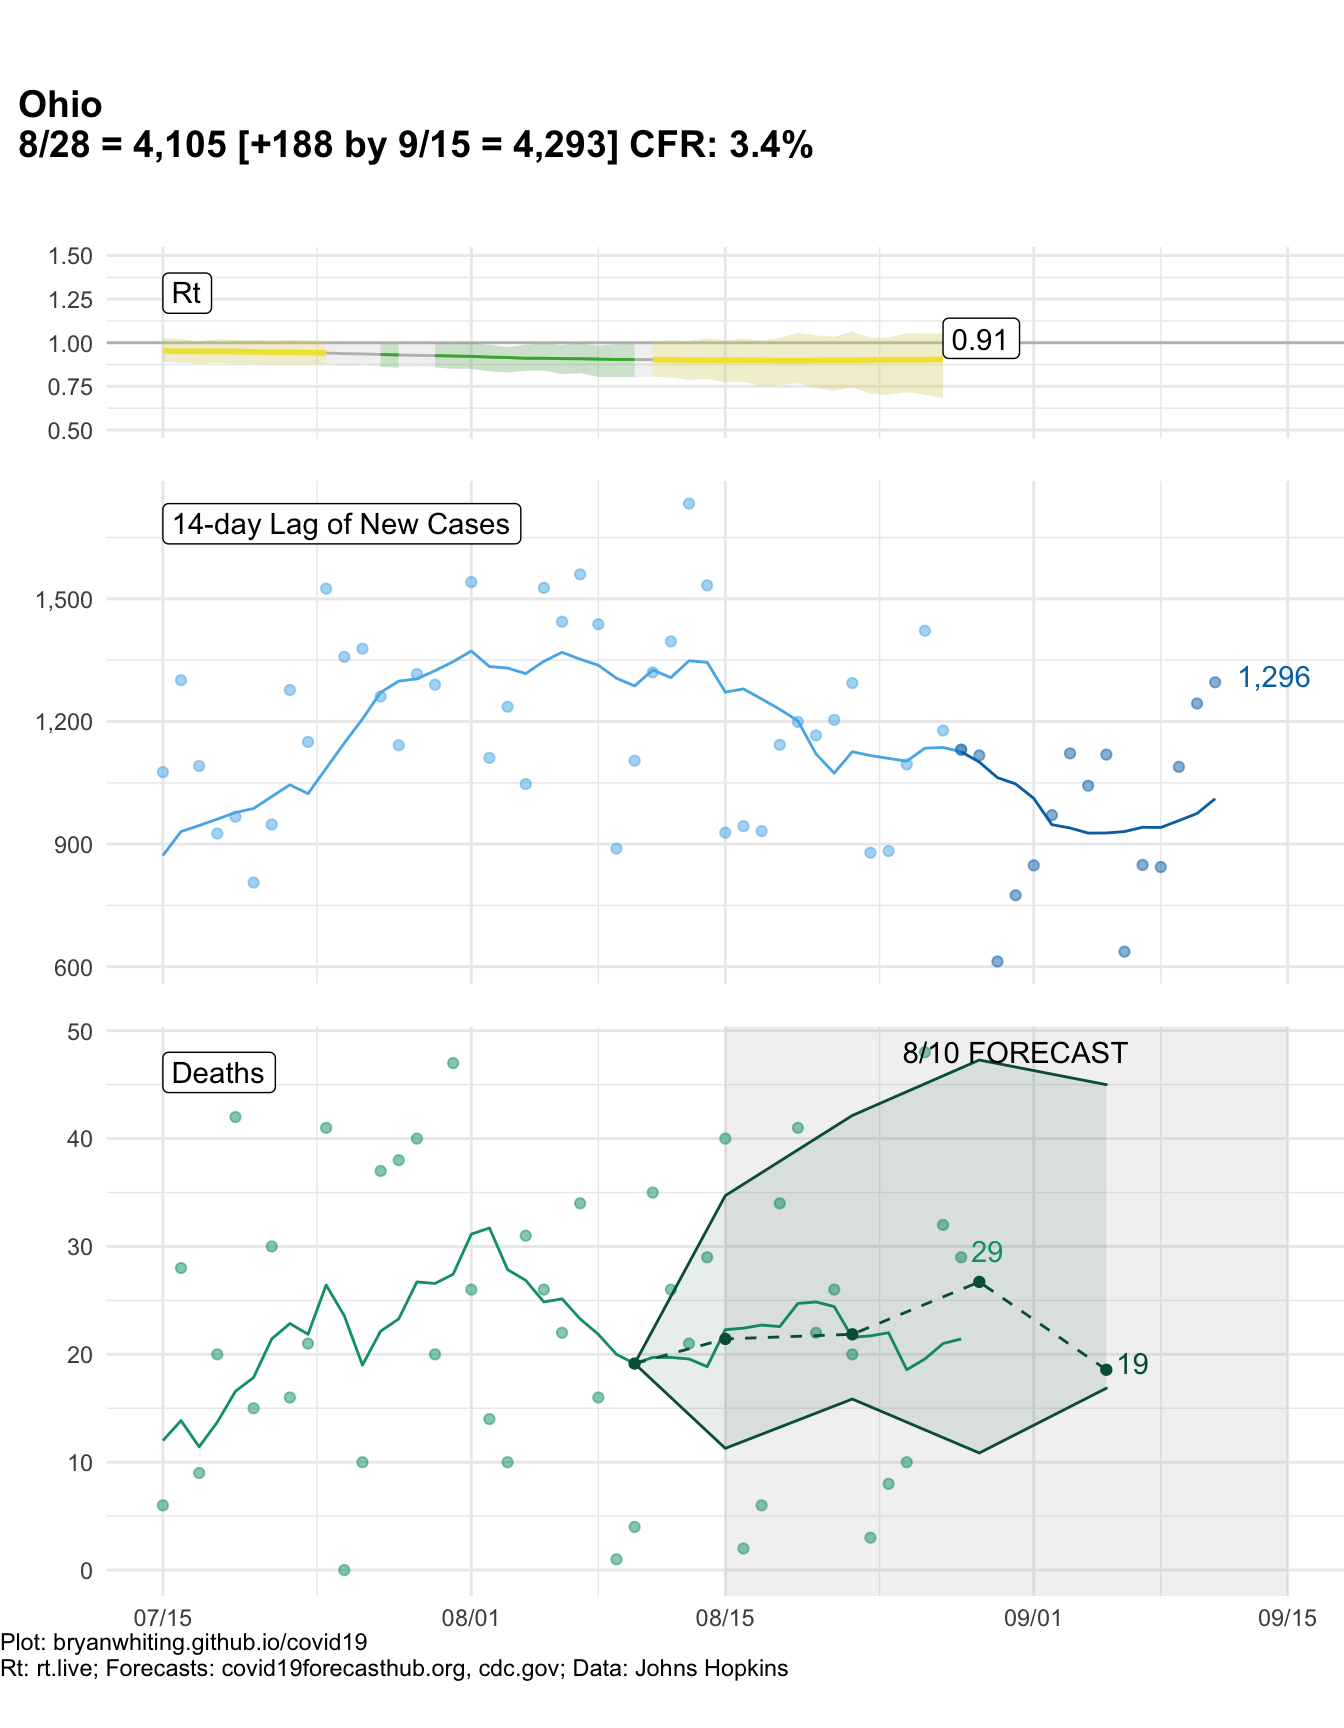 Ohio
8/28 = 4,105 [+188 by 9/15 = 4,293] CFR: 3.4%
1.50
Rt
1.25
1.00
0.91
0.75
0.50
14-day Lag of New Cases
1,500
1,296
1,200
900
600
50
8/10 FORECAST
Deaths
40
30
29
20
19
10
0
07/15 08/01 08/15 09/01 09/15
Plot: bryanwhiting.github.io/covid19
Rt: rt.live; Forecasts: covid19forecasthub.org, cdc.gov; Data: Johns Hopkins